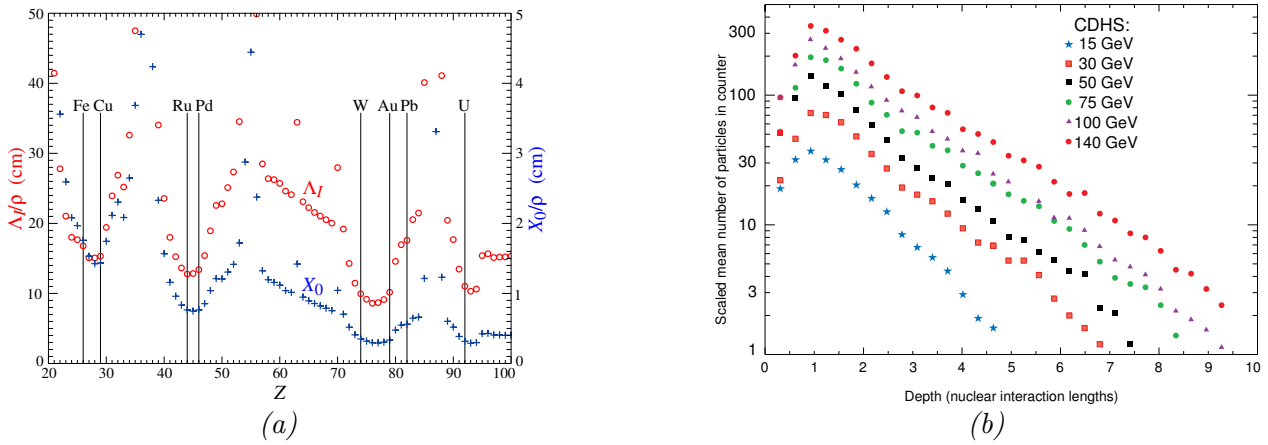 50
40
30
20
10
0
Λ_I/ρ (cm)
5
4
3
2
1
0
X_0/ρ (cm)
Fe Cu Ru Pd W Au Pb U
Λ_I
X_0
20 30 40 50 60 70 80 90 100
Z
(a)
Scaled mean number of particles in counter
300
100
30
10
3
1
CDHS:
15 GeV
30 GeV
50 GeV
75 GeV
100 GeV
140 GeV
0 1 2 3 4 5 6 7 8 9 10
Depth (nuclear interaction lengths)
(b)